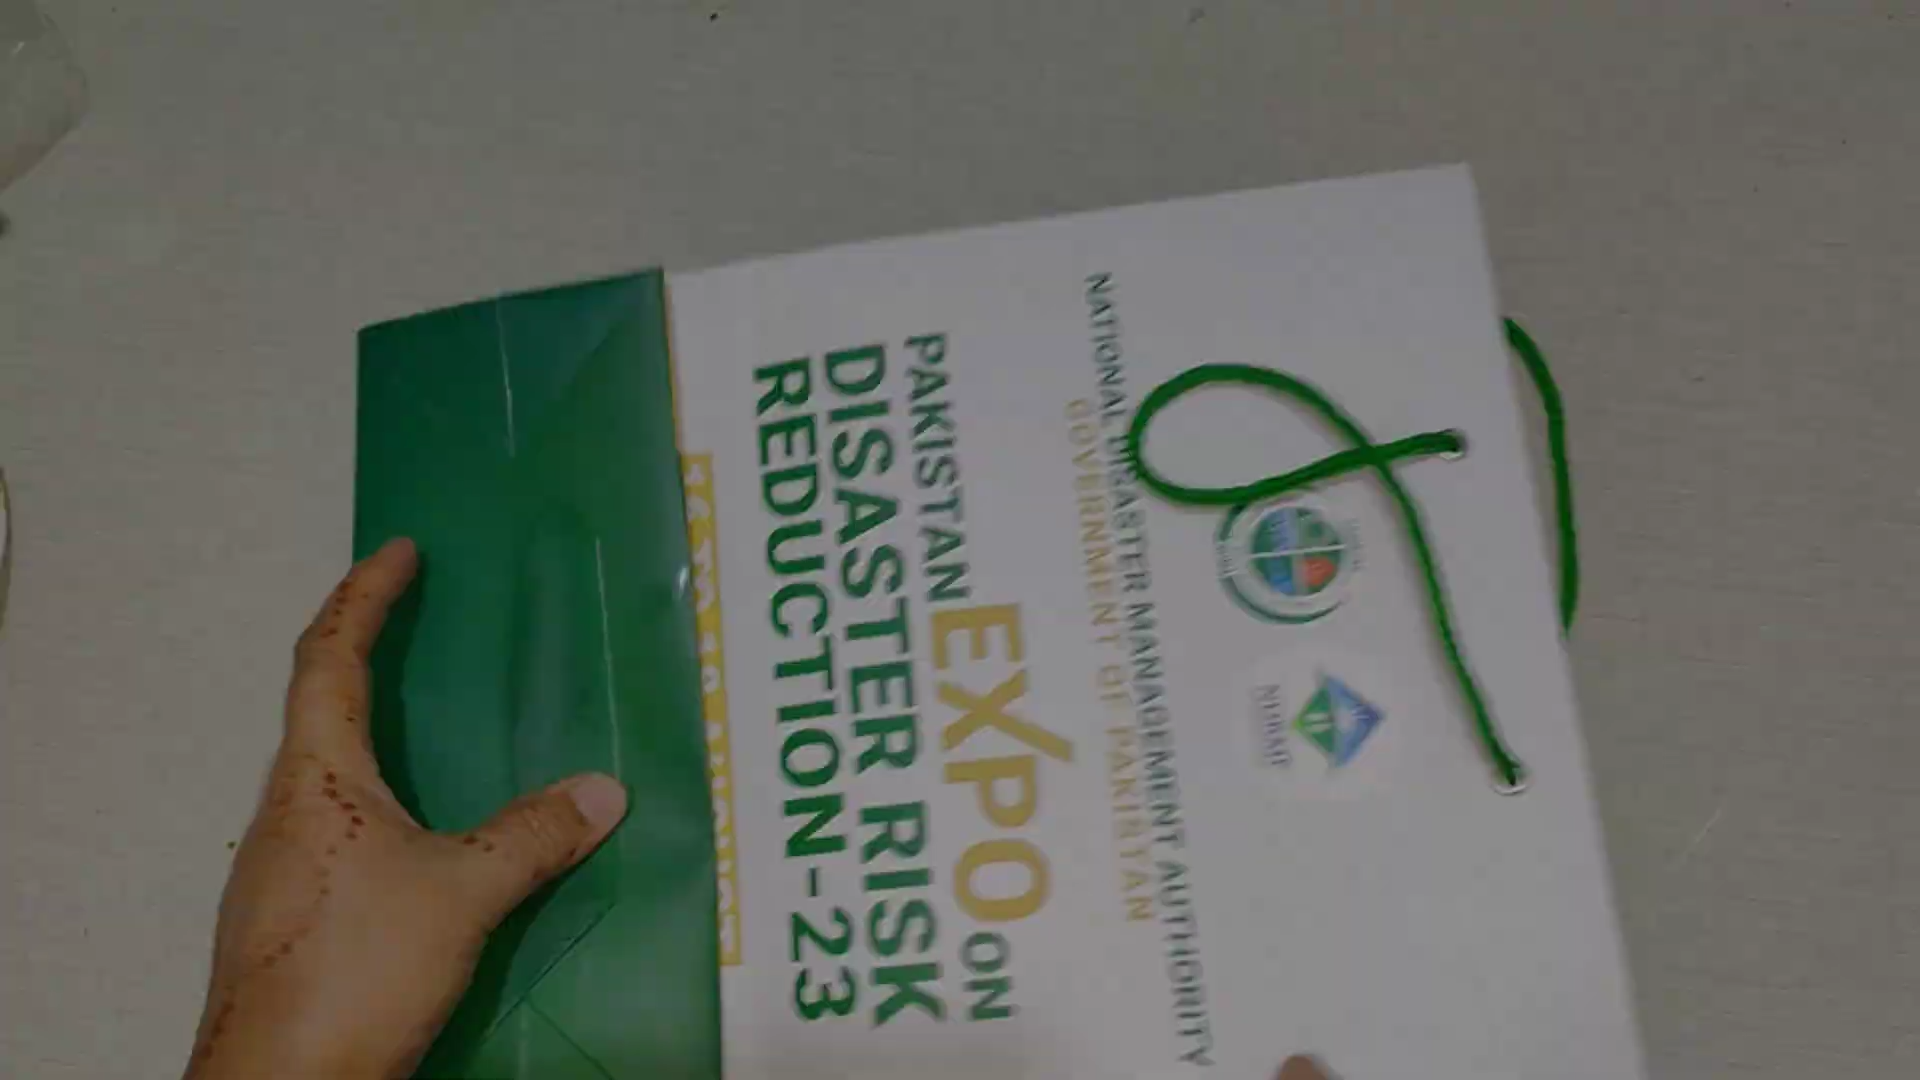 NATIONAL DISASTER MANAGEMENT AUTHORITY
GOVERNMENT OF PAKISTAN
PAKISTAN EXPO ON
DISASTER RISK
REDUCTION-23